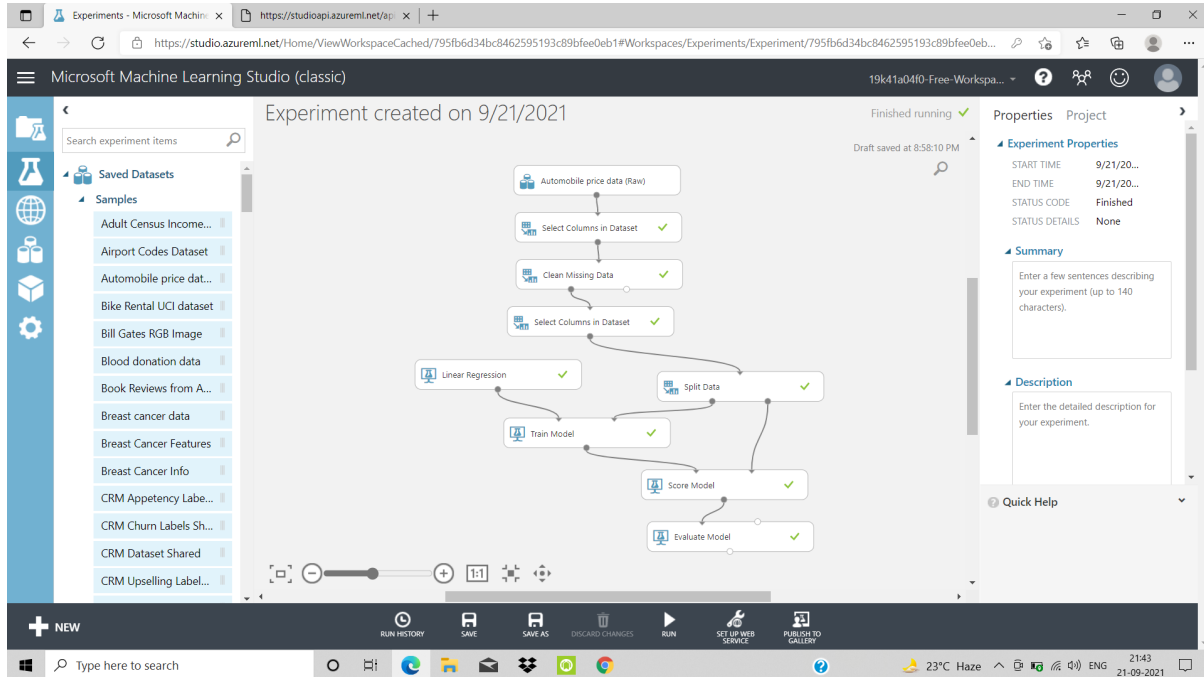 Experiments - Microsoft Machine
https://studioapi.azureml.net/api
https://studio.azureml.net/Home/ViewWorkspaceCached/795fb6d34bc8462595193c89bfee0eb1#Workspaces/Experiments/Experiment/795fb6d34bc8462595193c89bfee0eb...
Microsoft Machine Learning Studio (classic)
19k41a04f0-Free-Workspa...
Search experiment items
Saved Datasets
Samples
Adult Census Income...
Airport Codes Dataset
Automobile price dat...
Bike Rental UCI dataset
Bill Gates RGB Image
Blood donation data
Book Reviews from A...
Breast cancer data
Breast Cancer Features
Breast Cancer Info
CRM Appetency Labe...
CRM Churn Labels Sh...
CRM Dataset Shared
CRM Upselling Label...
Experiment created on 9/21/2021
Finished running
Draft saved at 8:58:10 PM
Automobile price data (Raw)
Select Columns in Dataset
Clean Missing Data
Select Columns in Dataset
Linear Regression
Split Data
Train Model
Score Model
Evaluate Model
1:1
Properties Project
Experiment Properties
START TIME 9/21/20...
END TIME 9/21/20...
STATUS CODE Finished
STATUS DETAILS None
Summary
Enter a few sentences describing
your experiment (up to 140
characters).
Description
Enter the detailed description for
your experiment.
Quick Help
NEW
RUN HISTORY
SAVE
SAVE AS
DISCARD CHANGES
RUN
SET UP WEB
SERVICE
PUBLISH TO
GALLERY
Type here to search
23°C Haze
ENG
21:43
21-09-2021